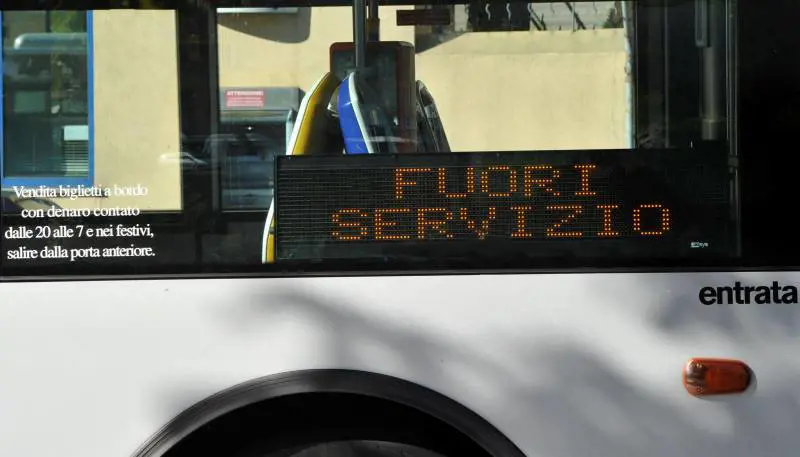 ATTENZIONE
FUORI
SERVIZIO
Vendita biglietti a bordo
con denaro contato
dalle 20 alle 7 e nei festivi,
salire dalla porta anteriore.
entrata